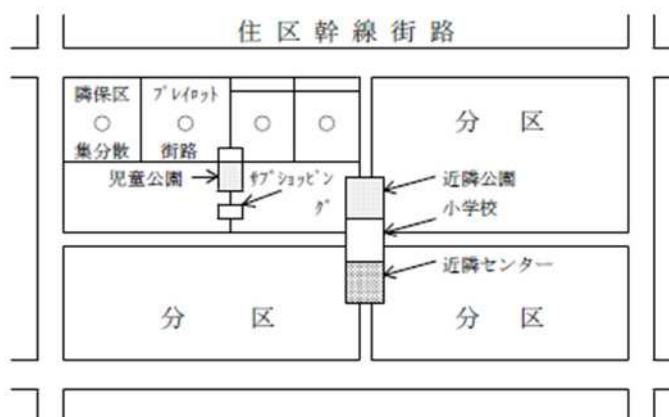 住区幹線街路
隣保区
プレイロット
集分散
街路
児童公園
サブショッピン
グ
分区
近隣公園
小学校
近隣センター
分区
分区